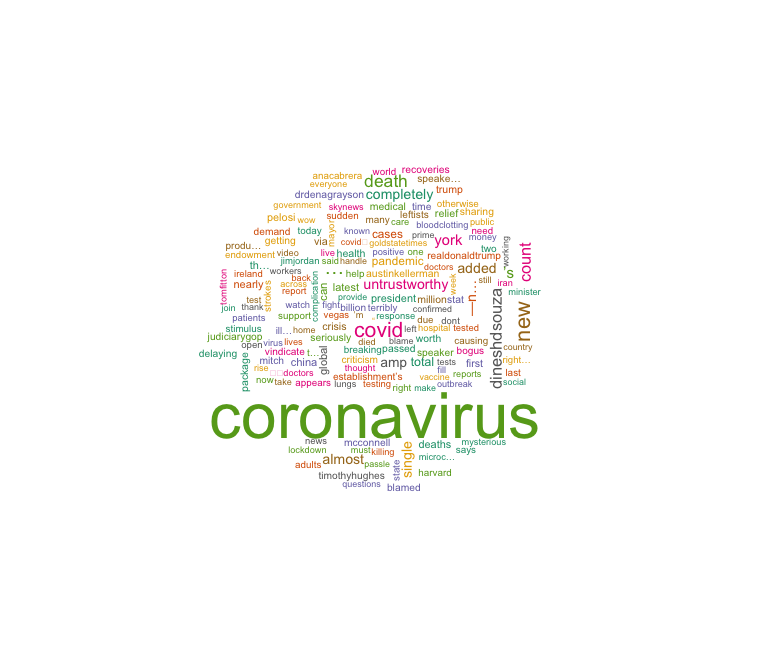 world recoveries
anacabrera death speake…
everyone
drdenagrayson completely trump
government skynews medical time otherwise
pelosi wow sudden many care leftists relief sharing
demand today mayor known cases bloodclotting public
getting via covid□ goldstatetimes prime york money need
produ… video live health positive one realdonaldtrump two working count
endowment jimjordan said handle pandemic doctors added
th… workers … help austinkellerman week still s iran
ireland back across can untrustworthy
tomfitton nearly strokes report complication latest n… minister
test provide president million stat |
join thank watch fight billion terribly confirmed dineshdsouza new
patients support vegas 'm . response due dont
stimulus ill… home crisis covid left hospital tested
judiciarygop open virus lives seriously died blame worth causing country
delaying vindicate t… global breaking passed speaker bogus right…
package mitch china criticism amp total tests first
rise □□ doctors thought fill reports last
now take appears lungs establishment's vaccine social
testing right make outbreak
coronavirus
news mcconnell deaths mysterious
lockdown must killing single says
adults almost passle state microc…
timothyhughes harvard
questions blamed